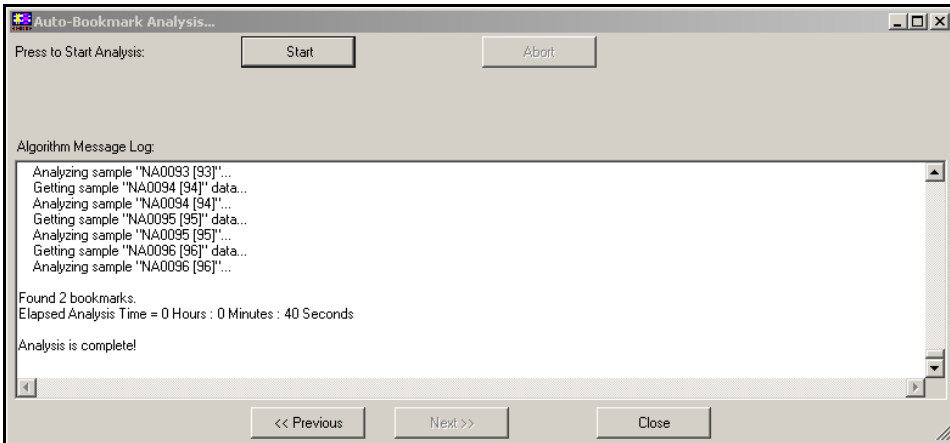 Auto-Bookmark Analysis...
Press to Start Analysis: Start Abort
Algorithm Message Log:
Analyzing sample "NA0093 [93]"...
Getting sample "NA0094 [94]" data...
Analyzing sample "NA0094 [94]"...
Getting sample "NA0095 [95]" data...
Analyzing sample "NA0095 [95]"...
Getting sample "NA0096 [96]" data...
Analyzing sample "NA0096 [96]"...
Found 2 bookmarks.
Elapsed Analysis Time = 0 Hours : 0 Minutes : 40 Seconds
Analysis is complete!
<< Previous Next >> Close